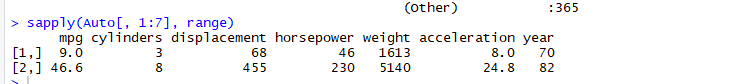 (Other)          :365
> sapply(Auto[, 1:7], range)
      mpg cylinders displacement horsepower weight acceleration year
[1,]  9.0         3           68         46   1613          8.0   70
[2,] 46.6         8          455        230   5140         24.8   82
>